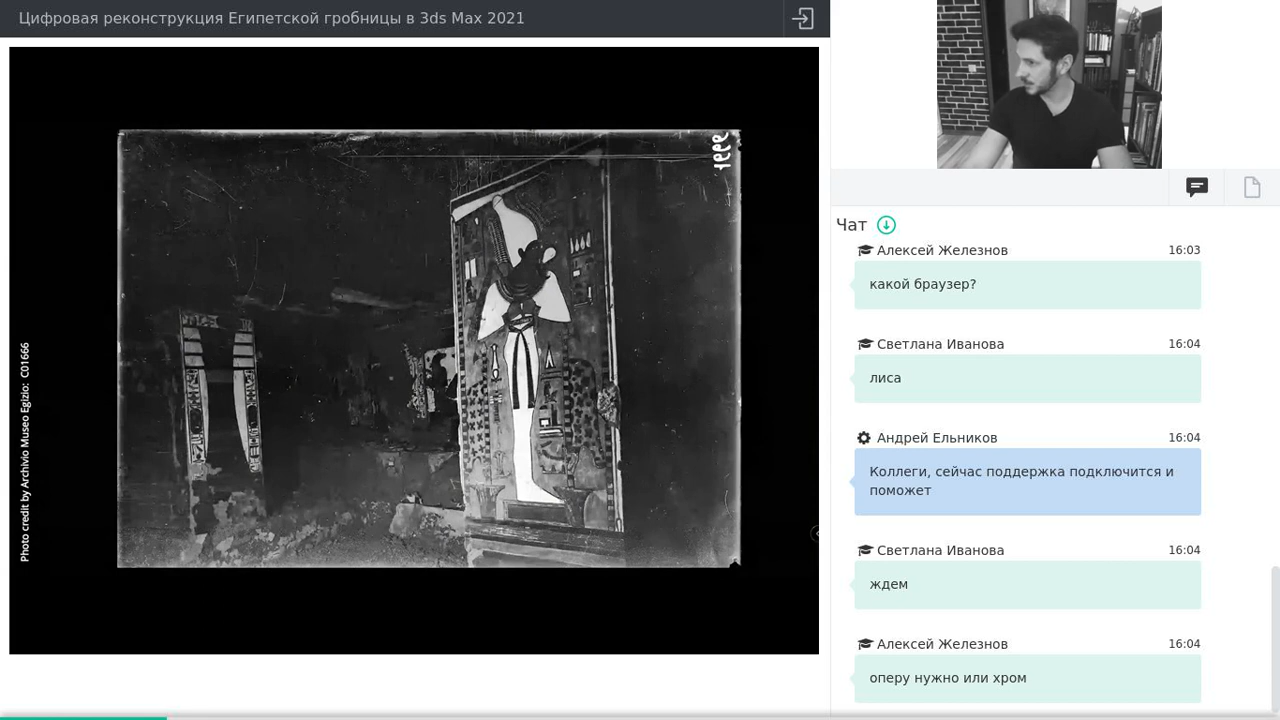 Цифровая реконструкция Египетской гробницы в 3ds Max 2021
Photo credit by Archivio Museo Egizio: C01666
Чат
Алексей Железнов 16:03
какой браузер?
Светлана Иванова 16:04
лиса
Андрей Ельников 16:04
Коллеги, сейчас поддержка подключится и
поможет
Светлана Иванова 16:04
ждем
Алексей Железнов 16:04
оперу нужно или хром